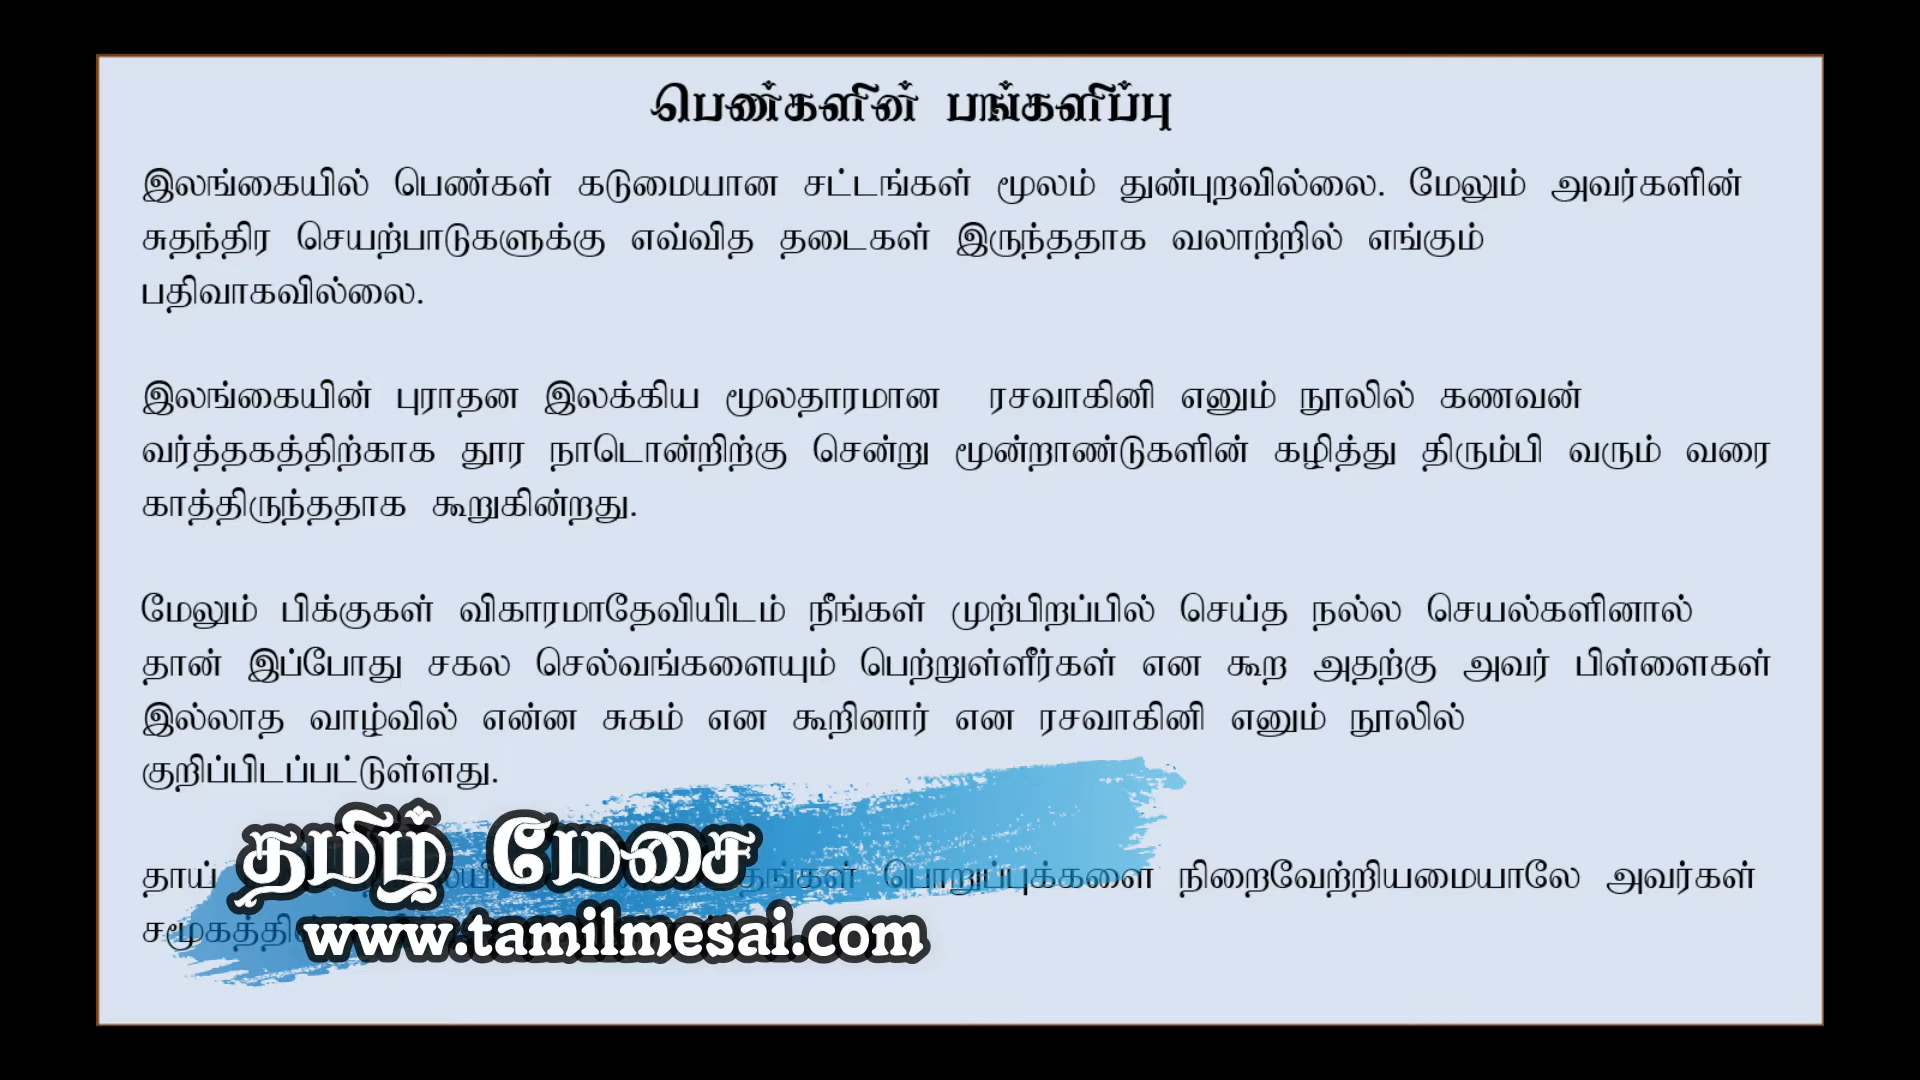 பெண்களின் பங்களிப்பு
இலங்கையில் பெண்கள் கடுமையான சட்டங்கள் மூலம் துன்புறவில்லை. மேலும் அவர்களின்
சுதந்திர செயற்பாடுகளுக்கு எவ்வித தடைகள் இருந்ததாக வலாற்றில் எங்கும்
பதிவாகவில்லை.
இலங்கையின் புராதன இலக்கிய மூலதாரமான ரசவாகினி எனும் நூலில் கணவன்
வர்த்தகத்திற்காக தூர நாடொன்றிற்கு சென்று மூன்றாண்டுகளின் கழித்து திரும்பி வரும் வரை
காத்திருந்ததாக கூறுகின்றது.
மேலும் பிக்குகள் விகாரமாதேவியிடம் நீங்கள் முற்பிறப்பில் செய்த நல்ல செயல்களினால்
தான் இப்போது சகல செல்வங்களையும் பெற்றுள்ளீர்கள் என கூற அதற்கு அவர் பிள்ளைகள்
இல்லாத வாழ்வில் என்ன சுகம் என கூறினார் என ரசவாகினி எனும் நூலில்
குறிப்பிடப்பட்டுள்ளது.
தாய் தங்கள் பொறுப்புக்களை நிறைவேற்றியமையாலே அவர்கள்
தமிழ் மேசை
www.tamilmesai.com